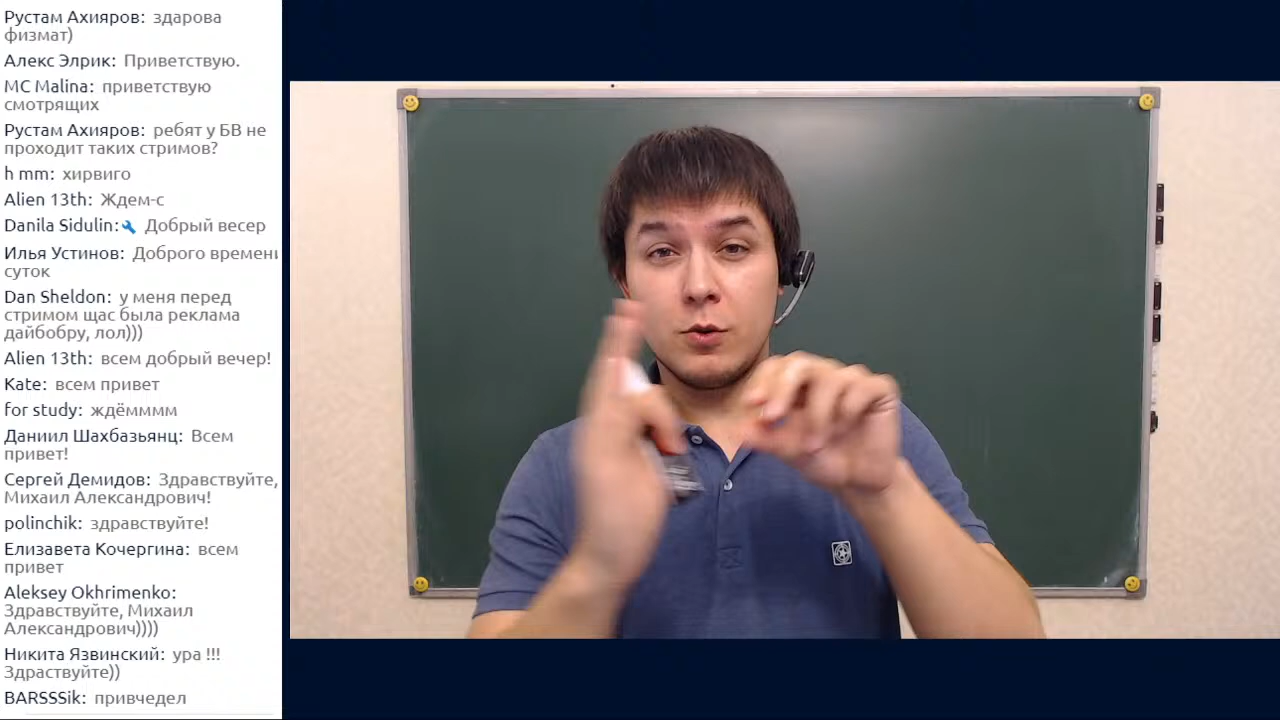 Рустам Ахияров: здарова
физмат)
Алекс Элрик: Приветствую.
MC Malina: приветствую
смотрящих
Рустам Ахияров: ребят у БВ не
проходит таких стримов?
h mm: хирвиго
Alien 13th: Ждем-с
Danila Sidulin: Добрый весер
Илья Устинов: Доброго времени
суток
Dan Sheldon: у меня перед
стримом щас была реклама
дайбобру, лол)))
Alien 13th: всем добрый вечер!
Kate: всем привет
for study: ждёмммм
Даниил Шахбазьянц: Всем
привет!
Сергей Демидов: Здравствуйте,
Михаил Александрович!
polinchik: здравствуйте!
Елизавета Кочергина: всем
привет
Aleksey Okhrimenko:
Здравствуйте, Михаил
Александрович))))
Никита Язвинский: ура !!!
Здраствуйте))
BARSSSik: привчедел